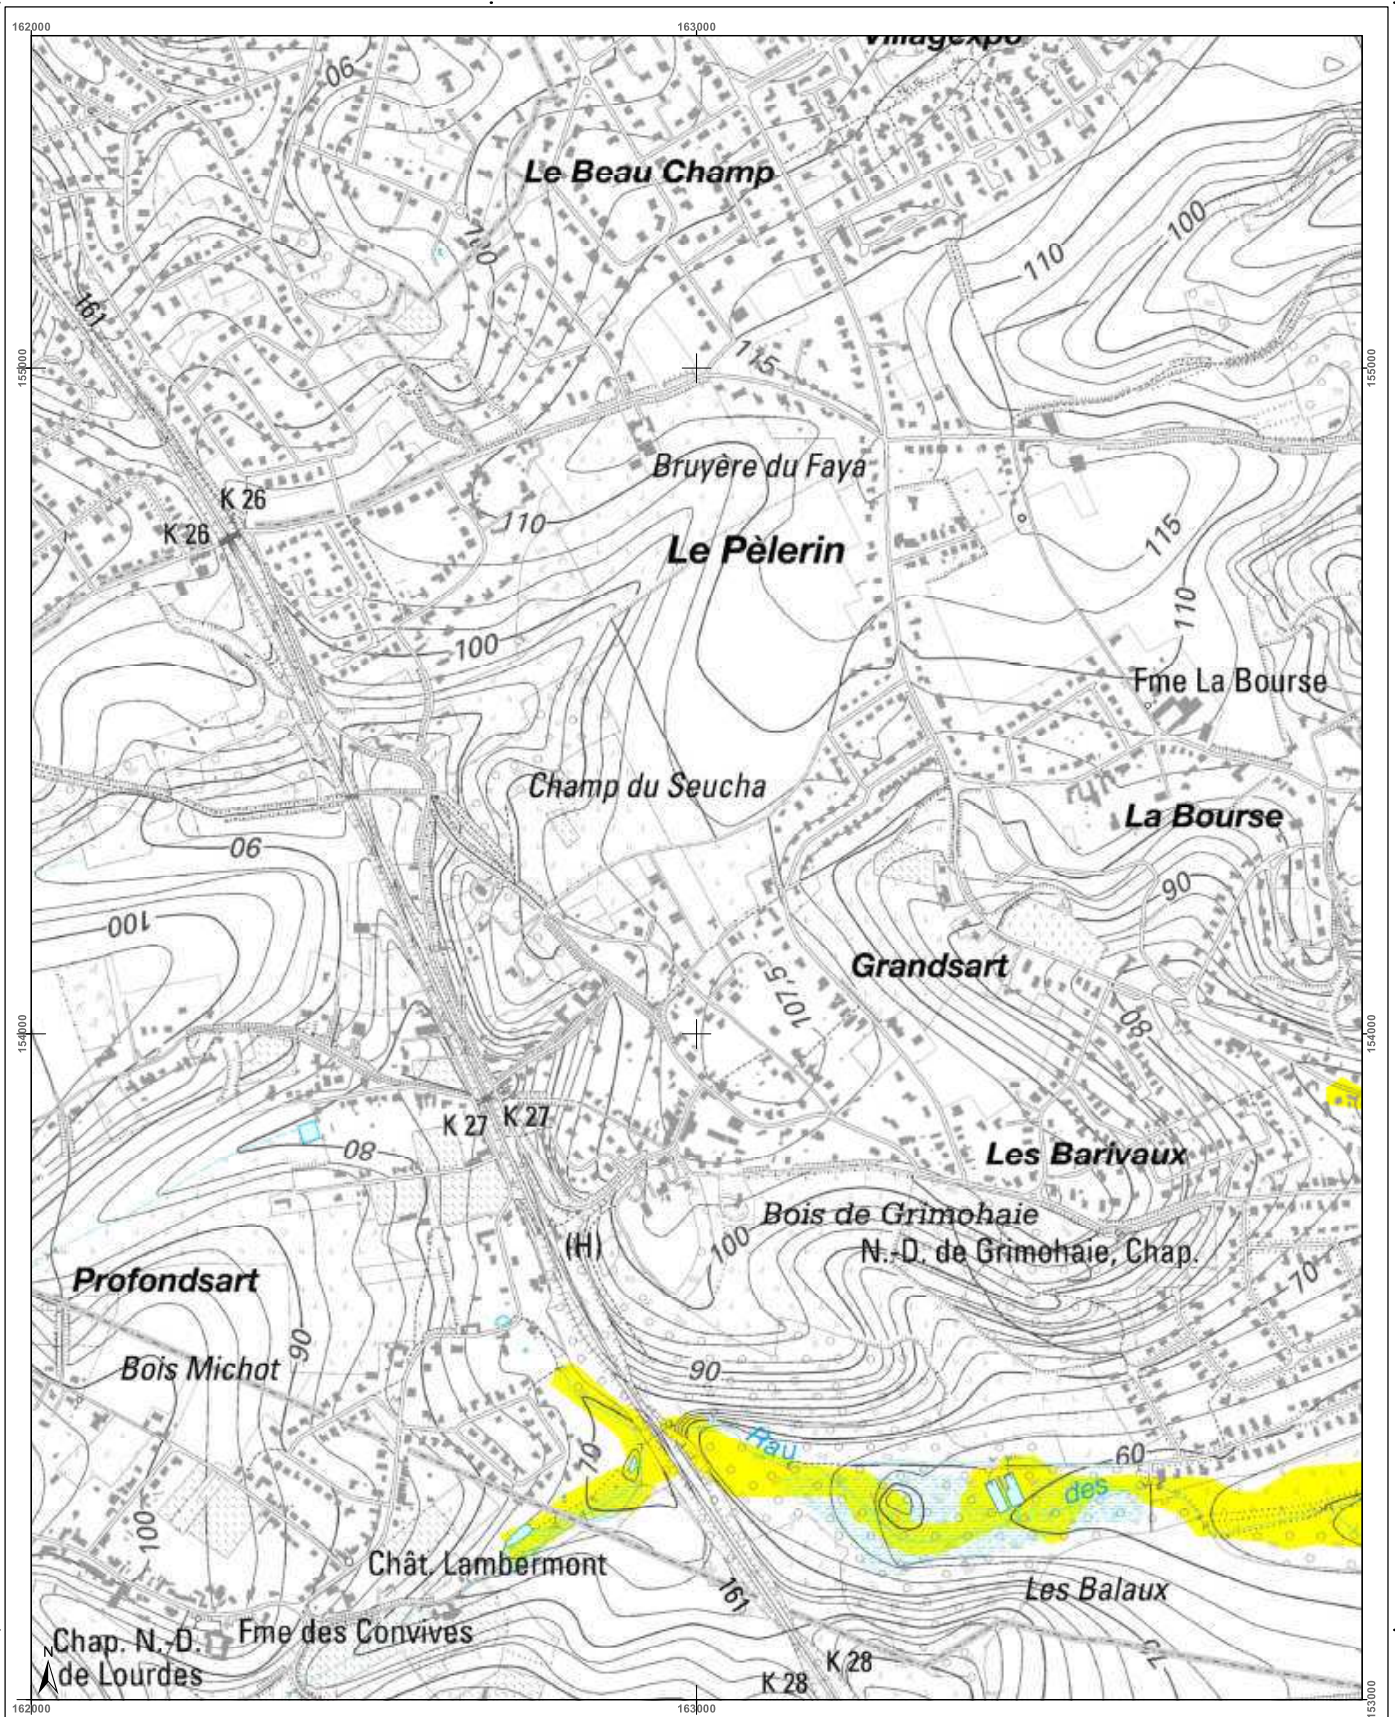 162000
163000
Villagexpo
90
Le Beau Champ
100
100
110
161
155000
115
155000
Bruyère du Faya
K 26
K 26
110
115
Le Pèlerin
110
100
Fme La Bourse
Champ du Seucha
La Bourse
90
90
100
Grandsart
107,5
80
154000
154000
K 27
K 27
80
Les Barivaux
Bois de Grimohaie
100
(H)
N.-D. de Grimohaie, Chap.
Profondsart
70
90
Bois Michot
90
Rau
60
70
des
100
Chât. Lambermont
161
Les Balaux
Fme des Convives
Chap. N.-D.
de Lourdes
N
75
K 28
K 28
162000
163000
153000